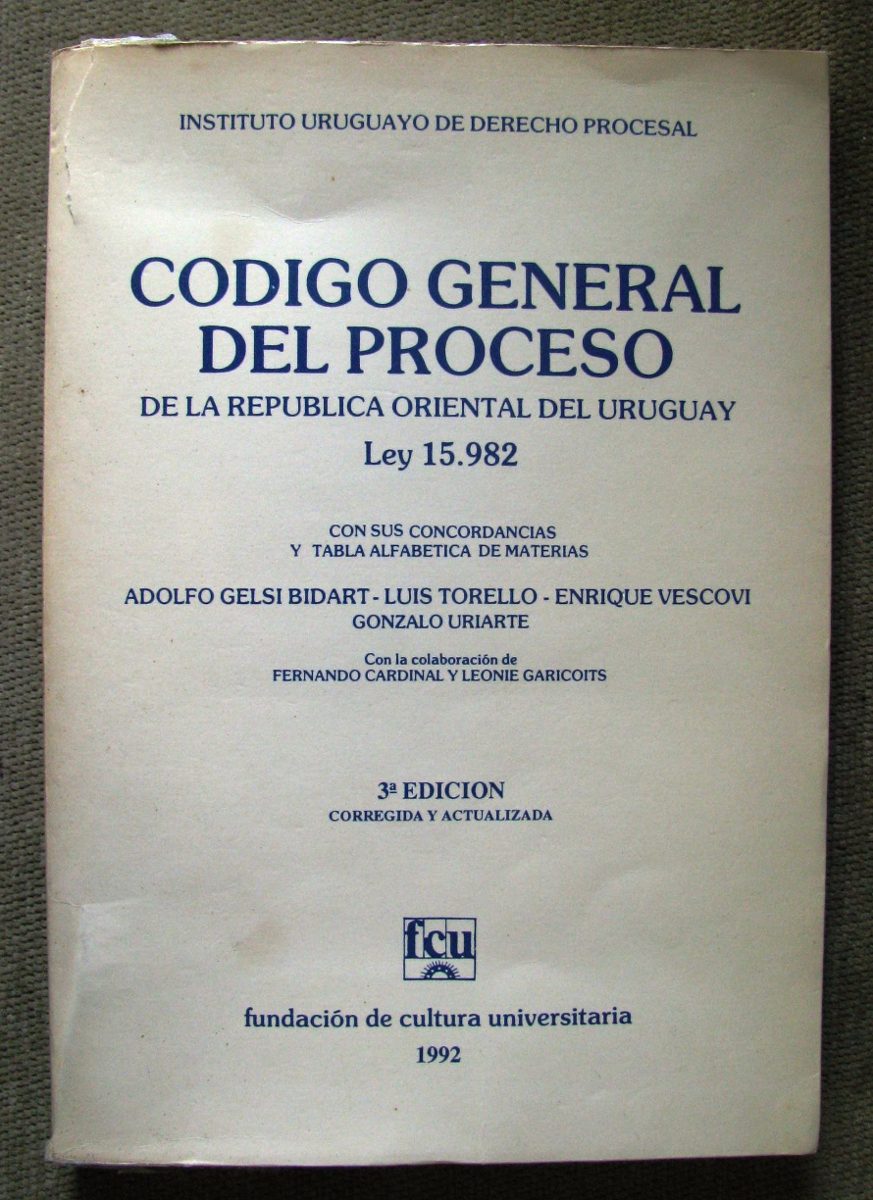 INSTITUTO URUGUAYO DE DERECHO PROCESAL
CODIGO GENERAL
DEL PROCESO
DE LA REPUBLICA ORIENTAL DEL URUGUAY
Ley 15.982
CON SUS CONCORDANCIAS
Y TABLA ALFABETICA DE MATERIAS
ADOLFO GELSI BIDART - LUIS TORELLO - ENRIQUE VESCOVI
GONZALO URIARTE
Con la colaboración de
FERNANDO CARDINAL Y LEONIE GARICOITS
3ª EDICION
CORREGIDA Y ACTUALIZADA
fcu
fundación de cultura universitaria
1992